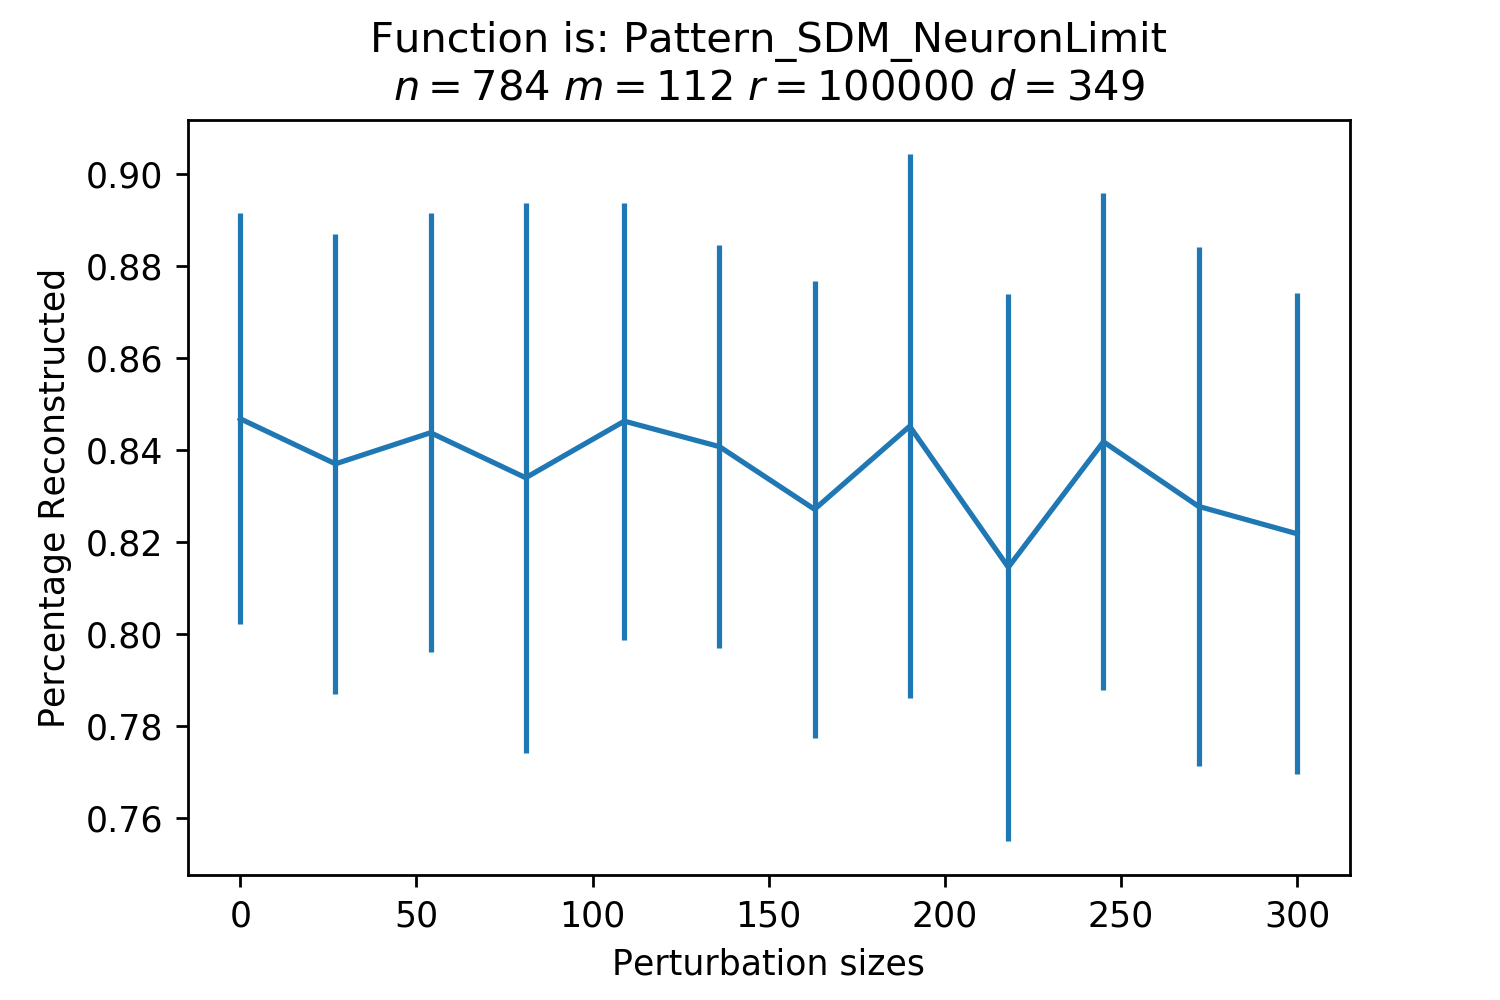 Function is: Pattern_SDM_NeuronLimit
n = 784 m = 112 r = 100000 d = 349
Percentage Reconstructed
0.90
0.88
0.86
0.84
0.82
0.80
0.78
0.76
0 50 100 150 200 250 300
Perturbation sizes